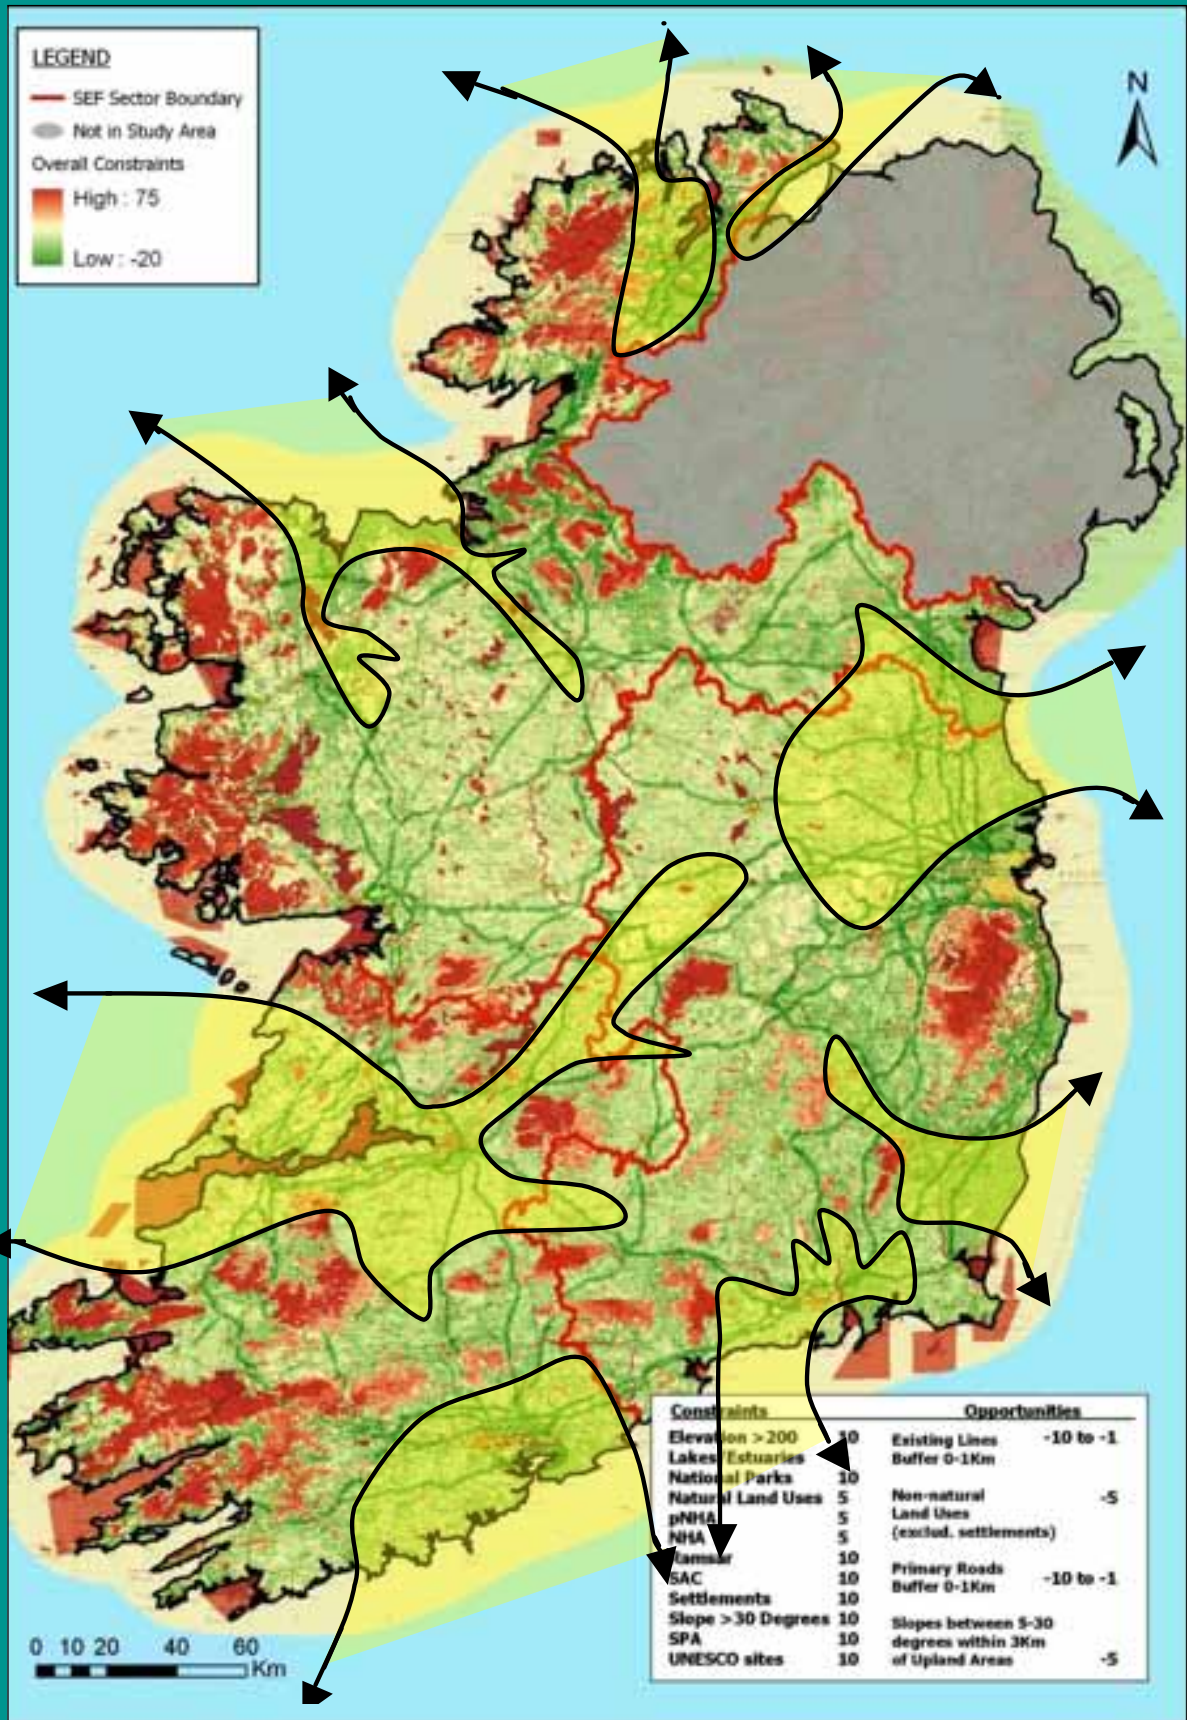 LEGEND
SEF Sector Boundary
Not in Study Area
Overall Constraints
High : 75
Low : -20
N
Constraints
Elevation >200 10
Lakes/Estuaries
National Parks 10
Natural Land Uses 5
pNHA 5
NHA 5
Ramsar 10
SAC 10
Settlements 10
Slope >30 Degrees 10
SPA 10
UNESCO sites 10
Opportunities
Existing Lines -10 to -1
Buffer 0-1Km
Non-natural -5
Land Uses
(exclud. settlements)
Primary Roads
Buffer 0-1Km -10 to -1
Slopes between 5-30
degrees within 3Km
of Upland Areas -5
0 10 20 40 60
Km